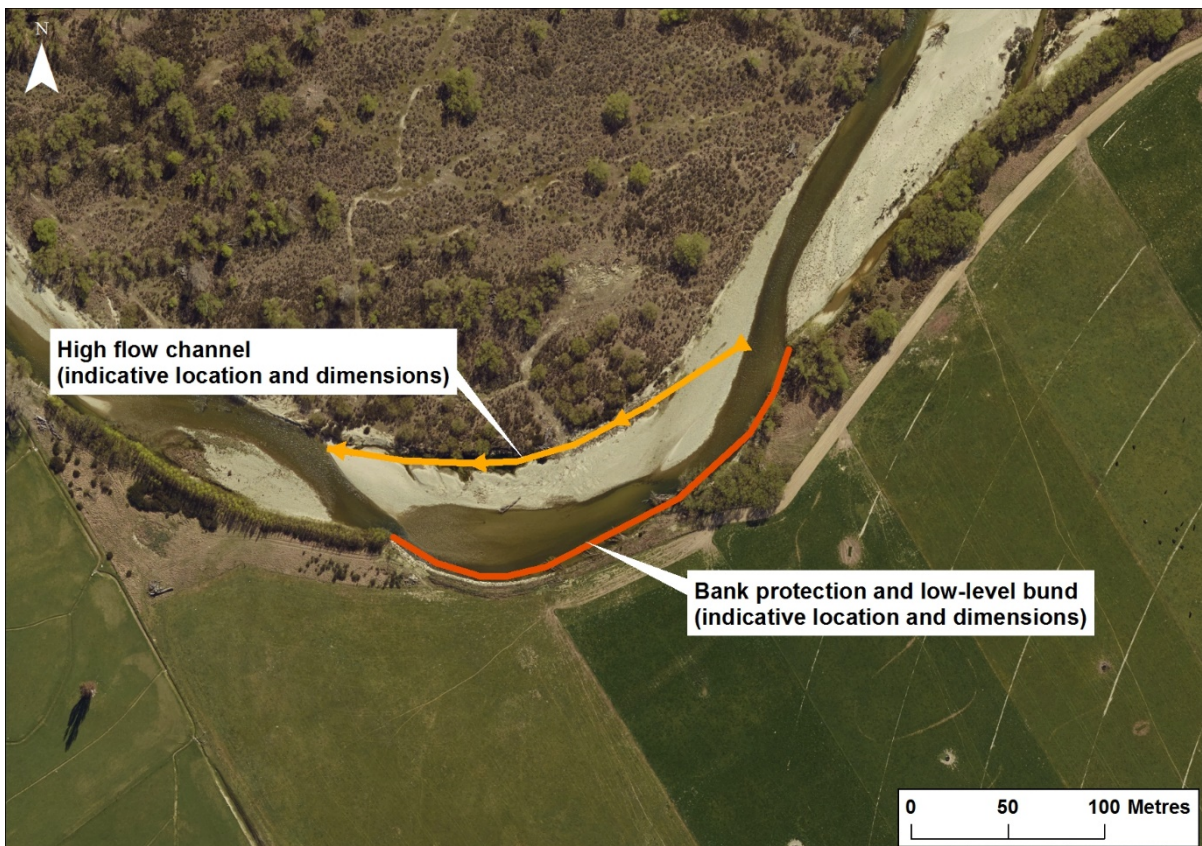 N
High flow channel
(indicative location and dimensions)
Bank protection and low-level bund
(indicative location and dimensions)
0 50 100 Metres